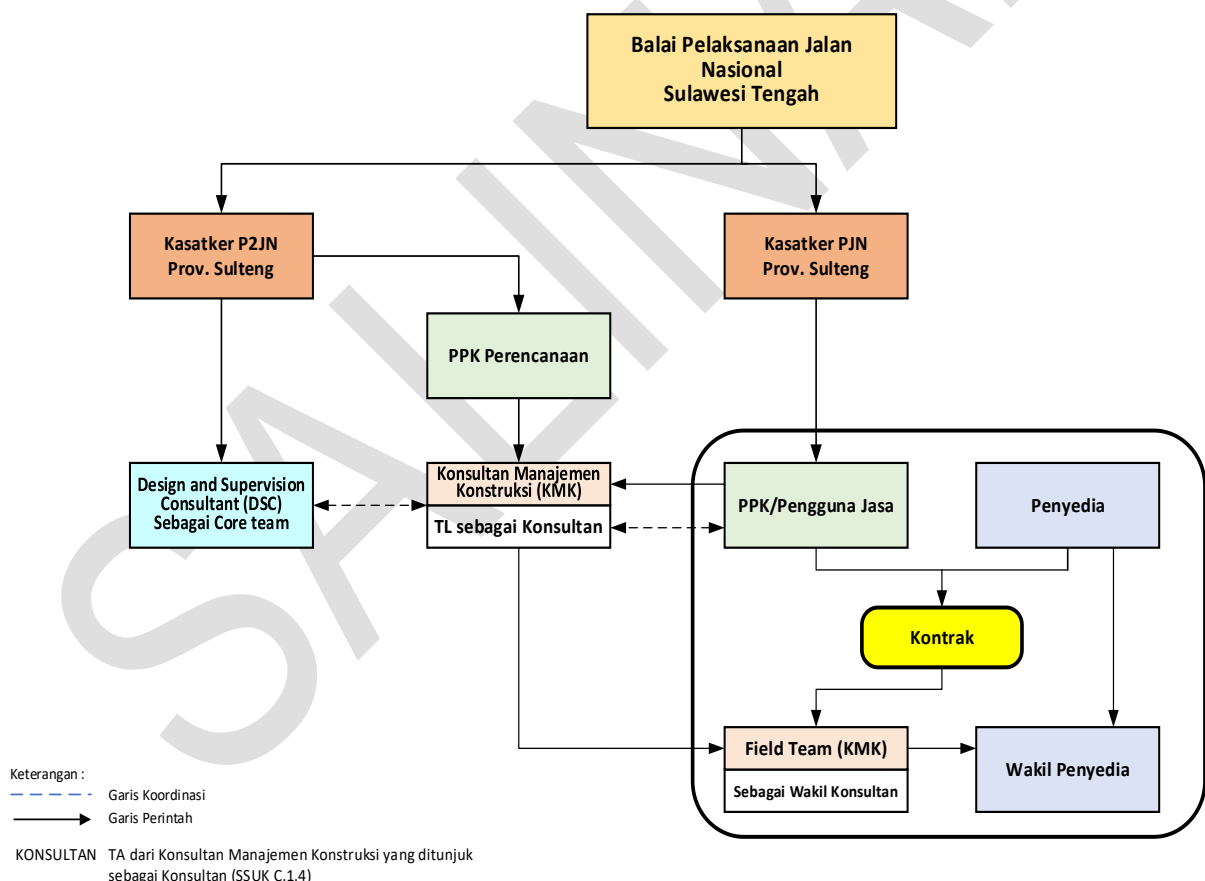 Balai Pelaksanaan Jalan
Nasional
Sulawesi Tengah
Kasatker P2JN
Prov. Sulteng
Kasatker PJN
Prov. Sulteng
PPK Perencanaan
Design and Supervision
Consultant (DSC)
Sebagai Core team
Konsultan Manajemen
Konstruksi (KMK)
TL sebagai Konsultan
PPK/Pengguna Jasa
Penyedia
Kontrak
Field Team (KMK)
Sebagai Wakil Konsultan
Wakil Penyedia
Keterangan :
Garis Koordinasi
Garis Perintah
KONSULTAN TA dari Konsultan Manajemen Konstruksi yang ditunjuk
sebagai Konsultan (SSUK C.1.4)
SALINA